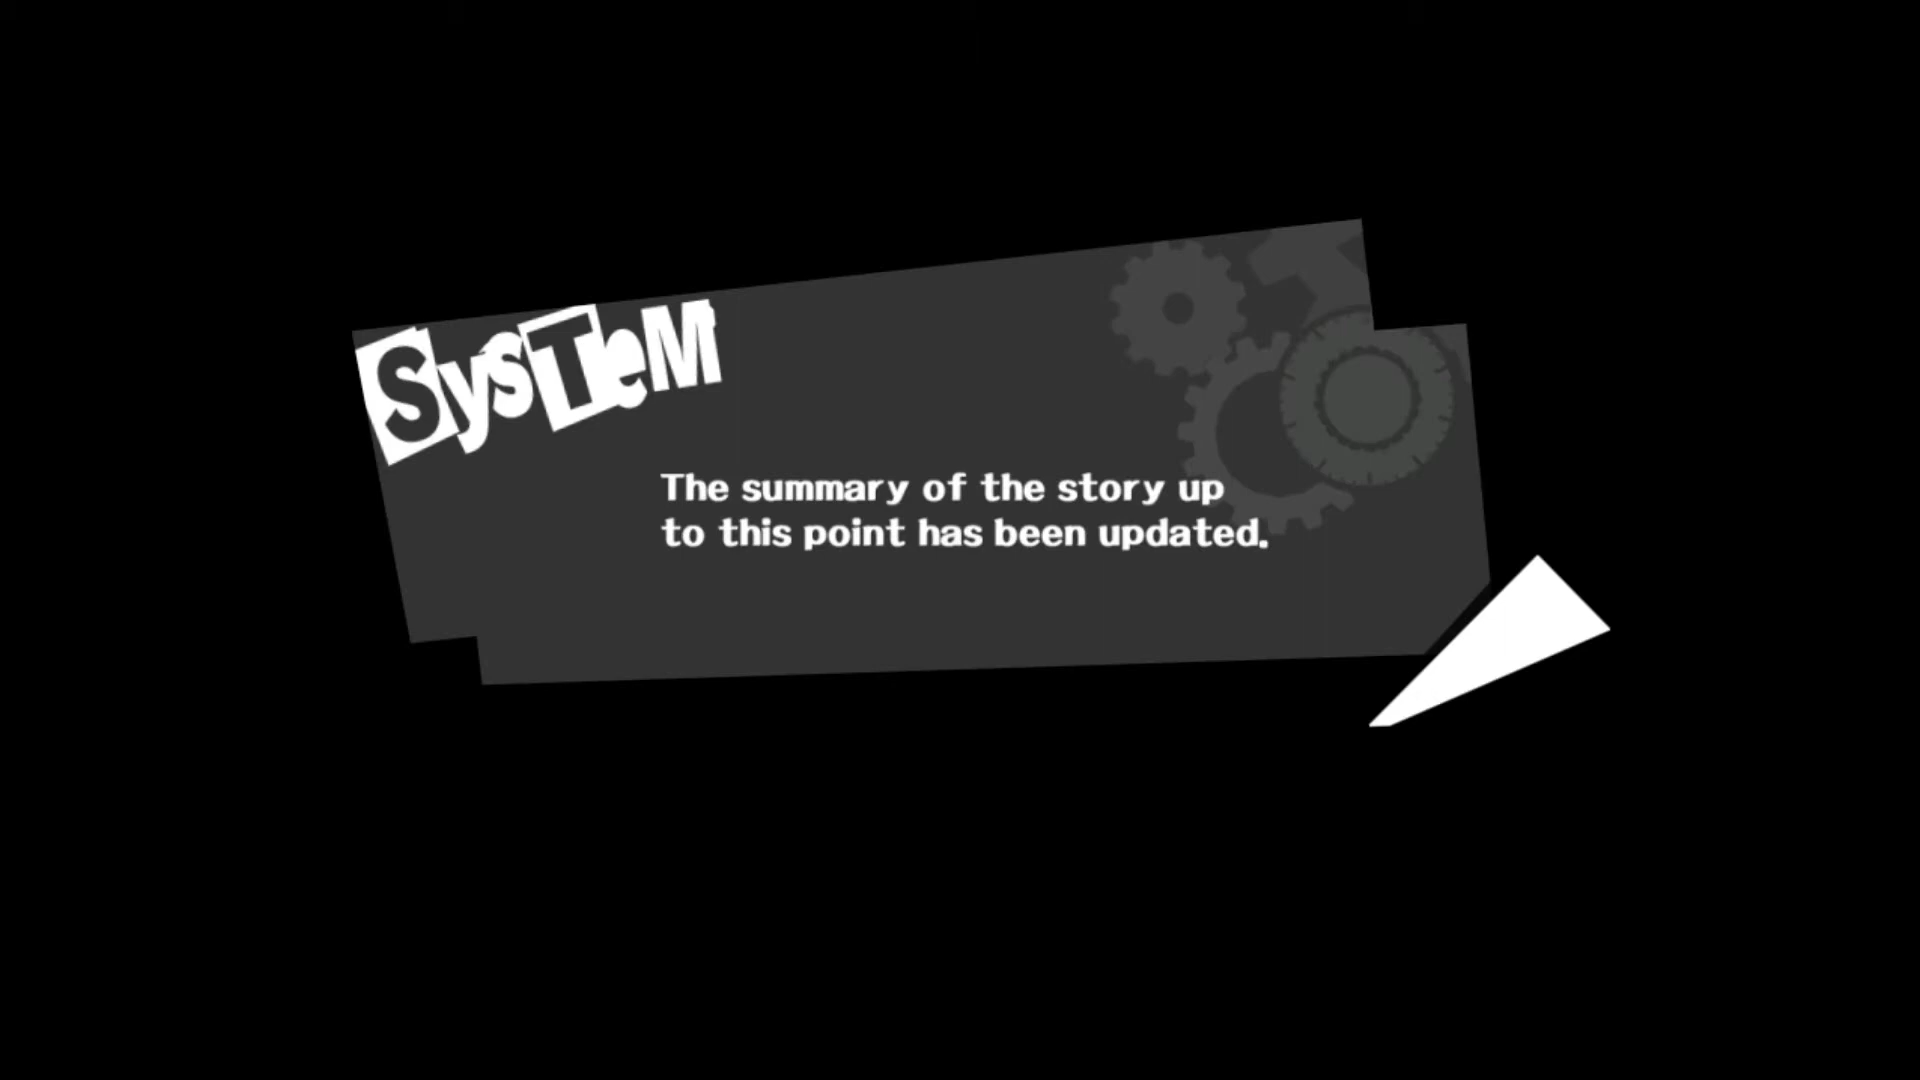 SysTeM
The summary of the story up
to this point has been updated.